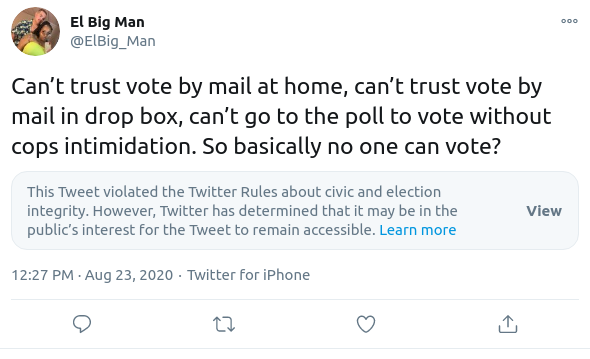 El Big Man
@ElBig_Man
Can’t trust vote by mail at home, can’t trust vote by
mail in drop box, can’t go to the poll to vote without
cops intimidation. So basically no one can vote?
This Tweet violated the Twitter Rules about civic and election
integrity. However, Twitter has determined that it may be in the
public’s interest for the Tweet to remain accessible. Learn more
View
12:27 PM · Aug 23, 2020 · Twitter for iPhone